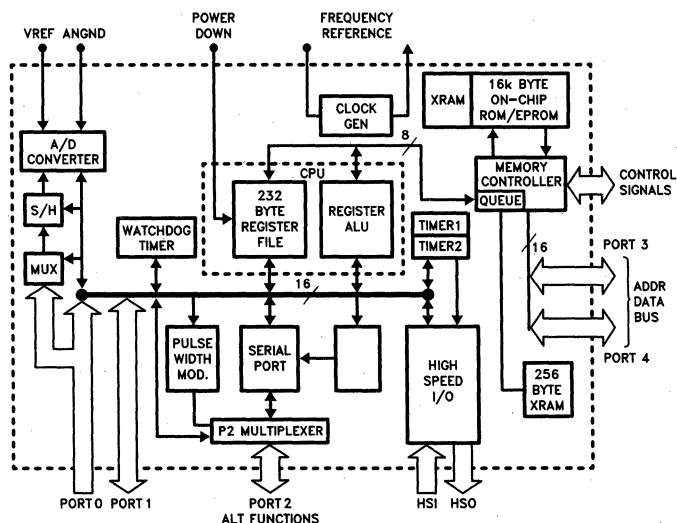 VREF ANGND
POWER
DOWN
FREQUENCY
REFERENCE
CLOCK
GEN
XRAM
16k BYTE
ON-CHIP
ROM/EPROM
A/D
CONVERTER
8
CPU
MEMORY
CONTROLLER
QUEUE
CONTROL
SIGNALS
S/H
232
BYTE
REGISTER
FILE
REGISTER
ALU
WATCHDOG
TIMER
TIMER1
TIMER2
16
PORT 3
MUX
16
ADDR
DATA
BUS
PULSE
WIDTH
MOD.
SERIAL
PORT
HIGH
SPEED
I/O
PORT 4
256
BYTE
XRAM
P2 MULTIPLEXER
PORT 0 PORT 1
PORT 2
ALT FUNCTIONS
HSI
HSO